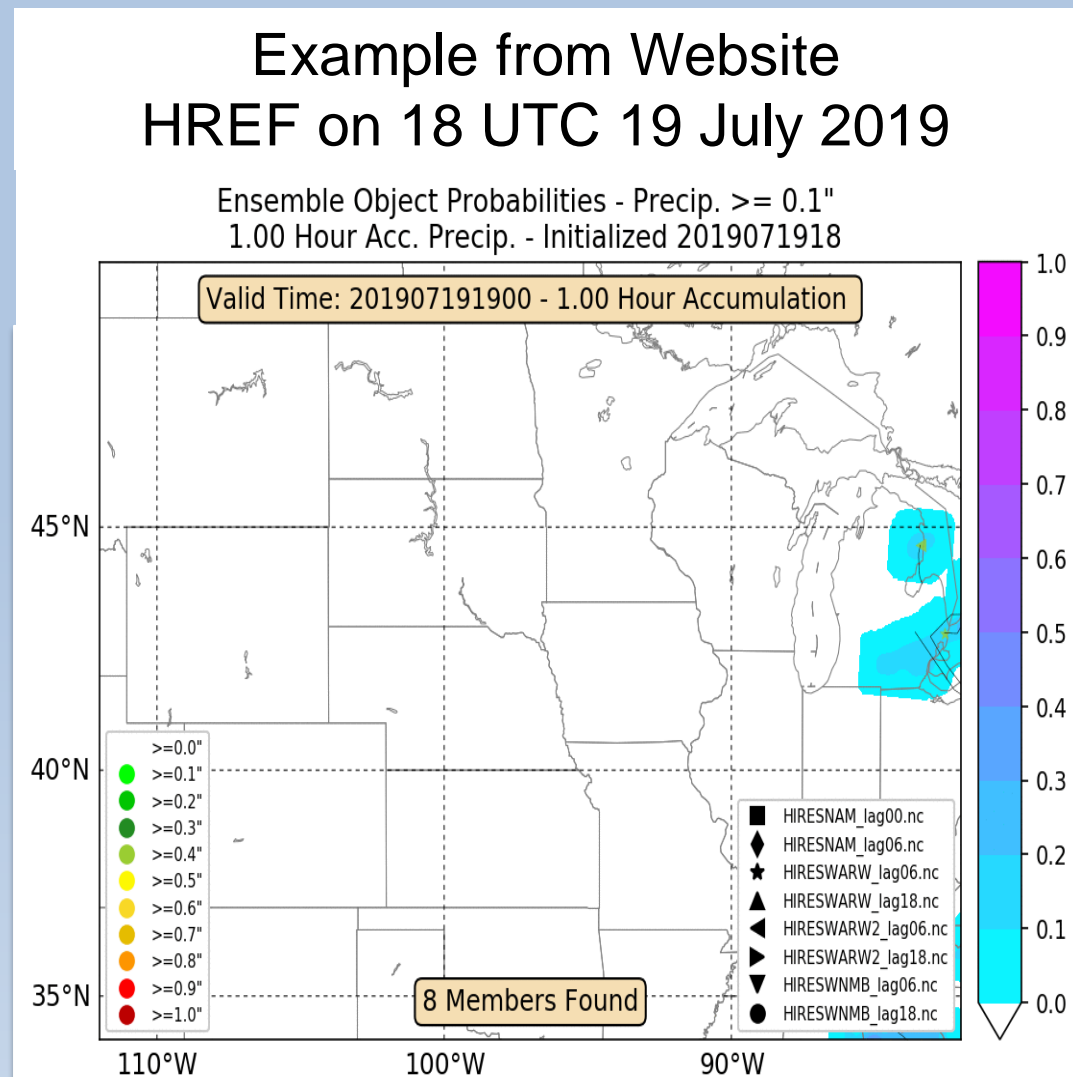 Example from Website
HREF on 18 UTC 19 July 2019
Ensemble Object Probabilities - Precip. >= 0.1"
1.00 Hour Acc. Precip. - Initialized 2019071918
Valid Time: 201907191900 - 1.00 Hour Accumulation
1.0
0.9
0.8
0.7
0.6
0.5
0.4
0.3
0.2
0.1
0.0
45°N
40°N
35°N
>=0.0"
>=0.1"
>=0.2"
>=0.3"
>=0.4"
>=0.5"
>=0.6"
>=0.7"
>=0.8"
>=0.9"
>=1.0"
8 Members Found
HIRESNAM_lag00.nc
HIRESNAM_lag06.nc
HIRESWARW_lag06.nc
HIRESWARW_lag18.nc
HIRESWARW2_lag06.nc
HIRESWARW2_lag18.nc
HIRESWNMB_lag06.nc
HIRESWNMB_lag18.nc
110°W
100°W
90°W